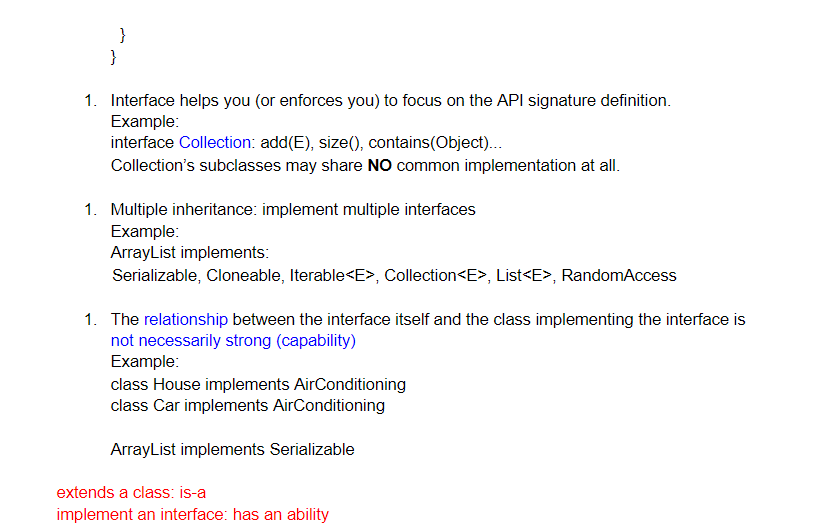 }
}
1. Interface helps you (or enforces you) to focus on the API signature definition.
Example:
interface Collection: add(E), size(), contains(Object)...
Collection’s subclasses may share NO common implementation at all.
1. Multiple inheritance: implement multiple interfaces
Example:
ArrayList implements:
Serializable, Cloneable, Iterable<E>, Collection<E>, List<E>, RandomAccess
1. The relationship between the interface itself and the class implementing the interface is
not necessarily strong (capability)
Example:
class House implements AirConditioning
class Car implements AirConditioning
ArrayList implements Serializable
extends a class: is-a
implement an interface: has an ability